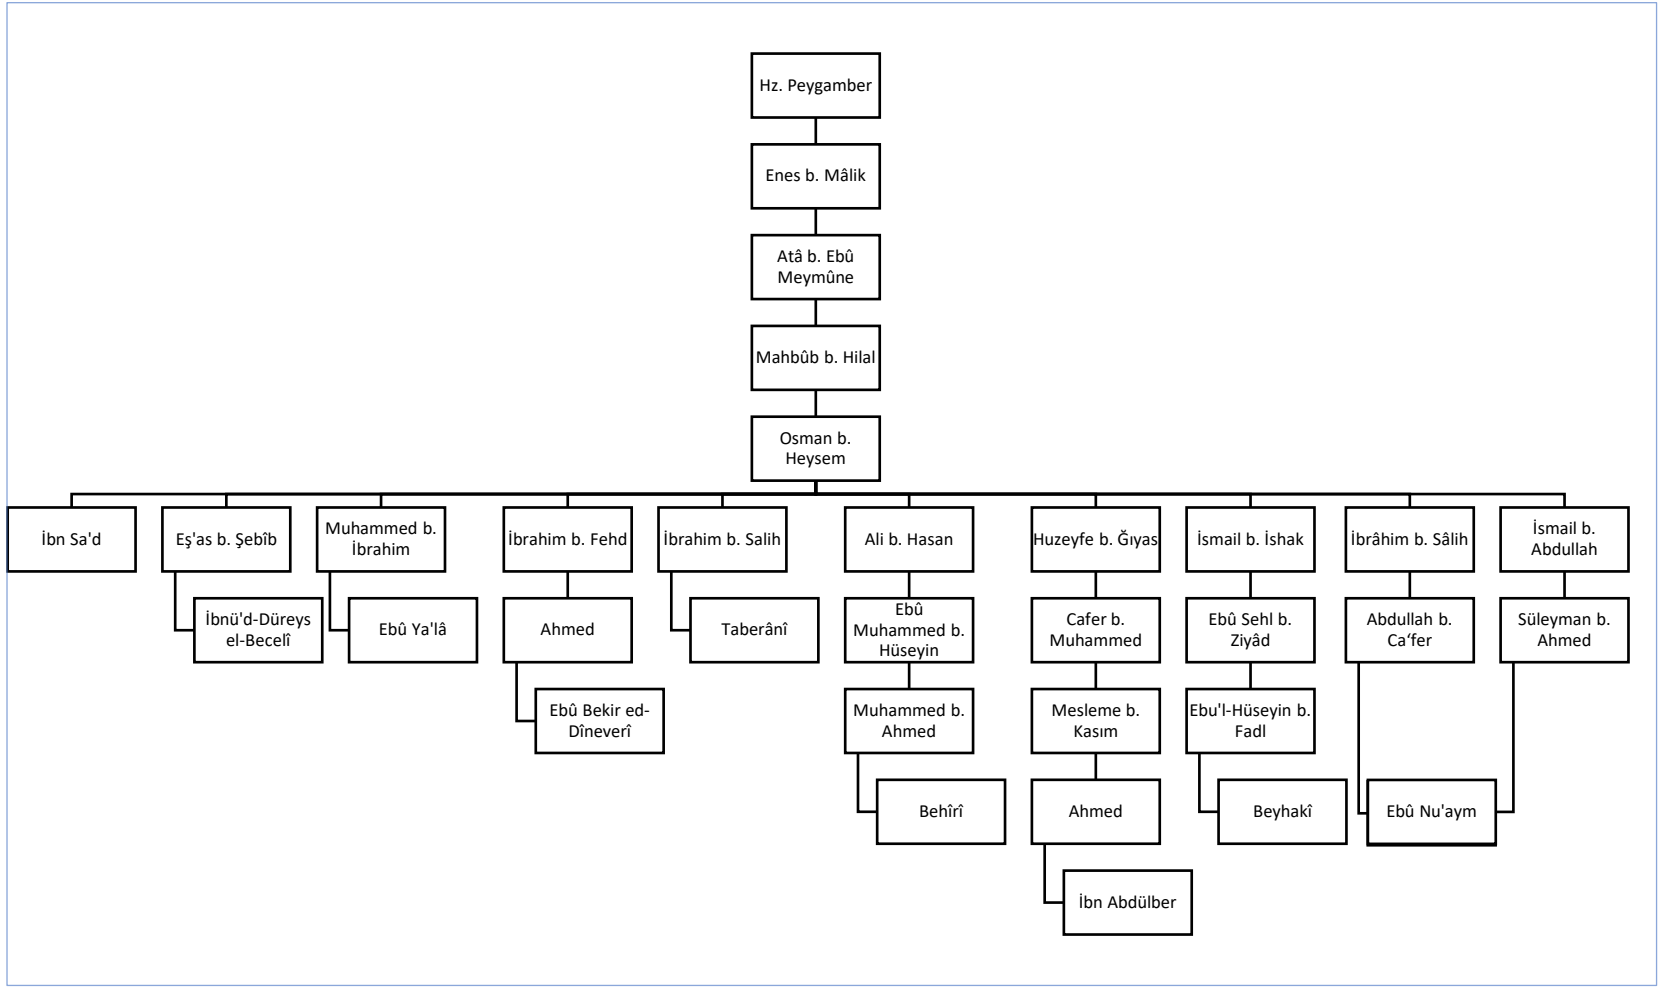 Hz. Peygamber
Enes b. Mâlik
Atâ b. Ebû
Meymûne
Mahbûb b. Hilal
Osman b.
Heysem
İbn Sa'd
Eş'as b. Şebîb
Muhammed b.
İbrahim
İbrahim b. Fehd
İbrahim b. Salih
Ali b. Hasan
Huzeyfe b. Ğıyas
İsmail b. İshak
İbrâhim b. Sâlih
İsmail b.
Abdullah
İbnü'd-Düreys
el-Becelî
Ebû Ya'lâ
Ahmed
Taberânî
Ebû
Muhammed b.
Hüseyin
Cafer b.
Muhammed
Ebû Sehl b.
Ziyâd
Abdullah b.
Ca‘fer
Süleyman b.
Ahmed
Ebû Bekir ed-
Dîneverî
Muhammed b.
Ahmed
Mesleme b.
Kasım
Ebu'l-Hüseyin b.
Fadl
Behîrî
Ahmed
Beyhakî
Ebû Nu'aym
İbn Abdülber